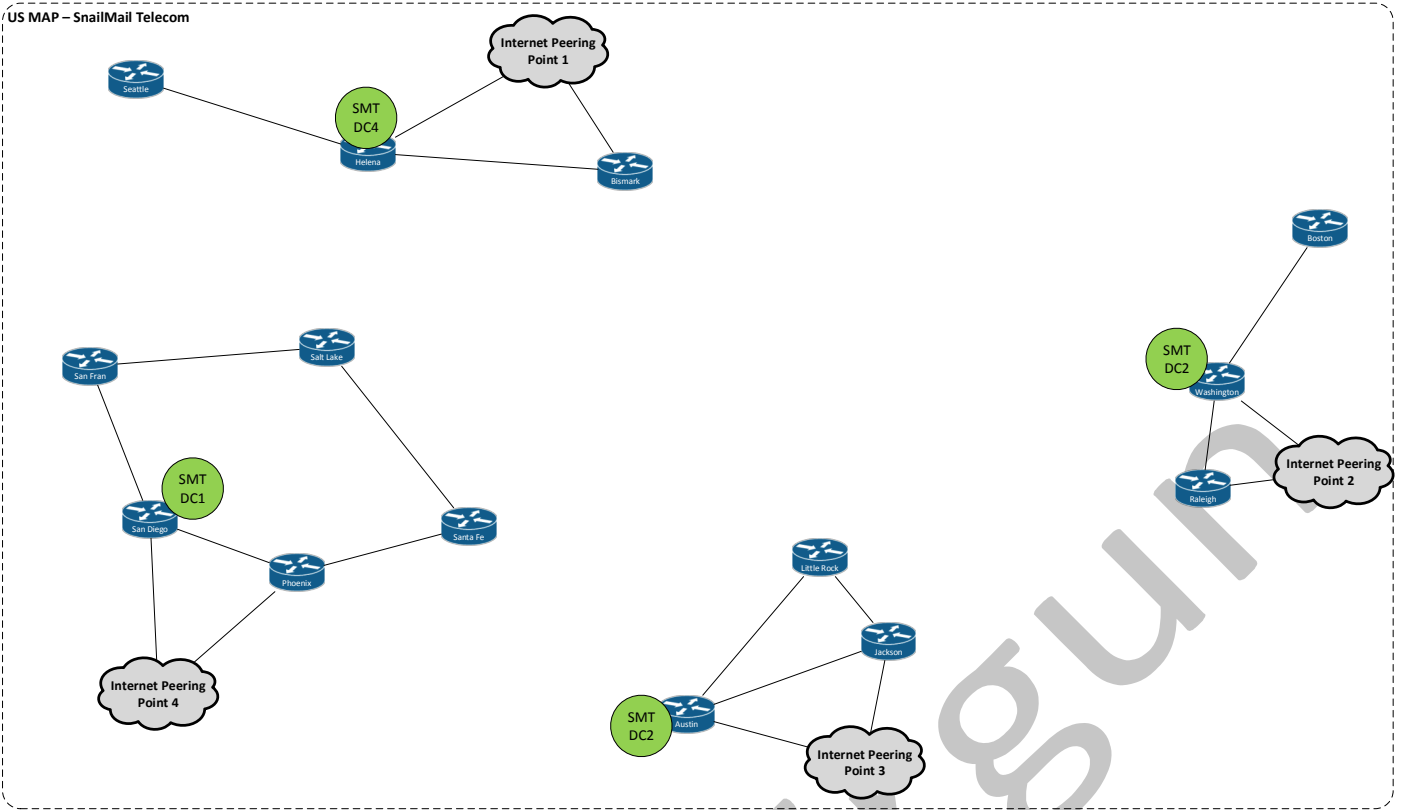 US MAP – SnailMail Telecom
Internet Peering
Point 1
Seattle
SMT
DC4
Helena
Bismark
Boston
San Fran
Salt Lake
SMT
DC2
Washington
Internet Peering
Point 2
Raleigh
SMT
DC1
San Diego
Santa Fe
Phoenix
Little Rock
Jackson
Internet Peering
Point 4
SMT
DC2
Austin
Internet Peering
Point 3